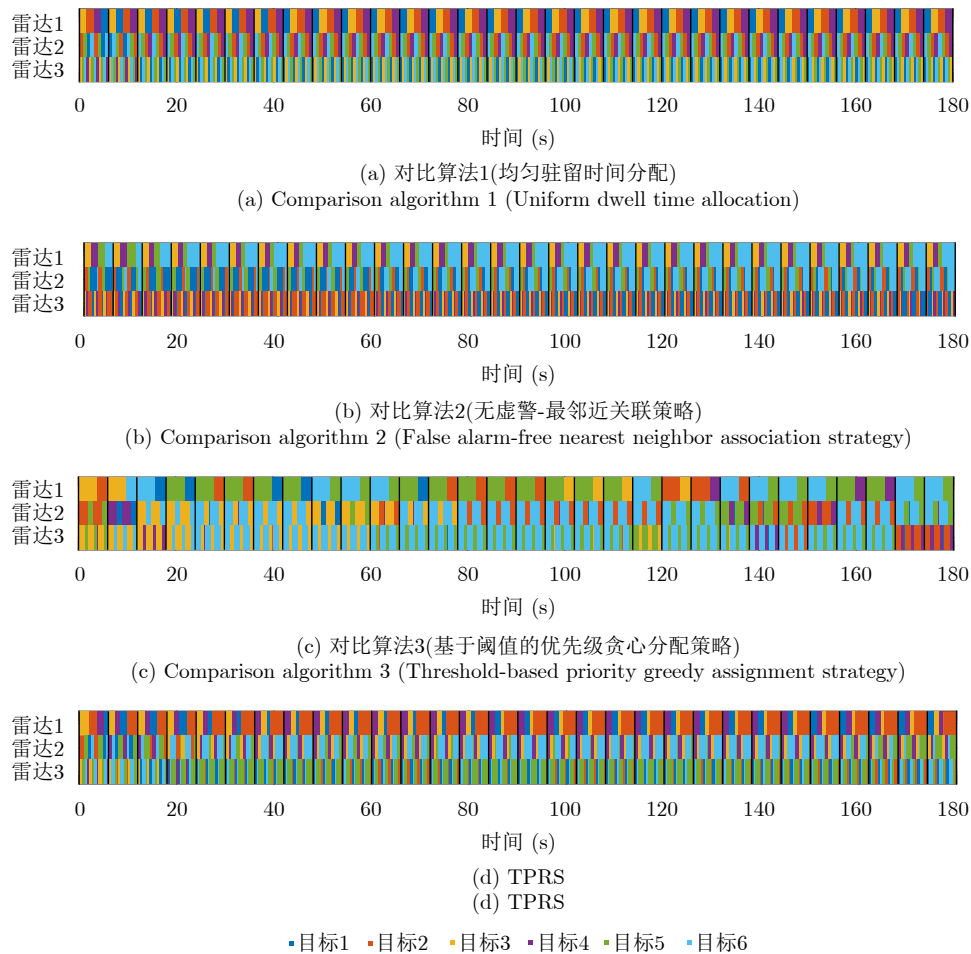 雷达1
雷达2
雷达3
0 20 40 60 80 100 120 140 160 180
时间 (s)
(a) 对比算法1(均匀驻留时间分配)
(a) Comparison algorithm 1 (Uniform dwell time allocation)
雷达1
雷达2
雷达3
0 20 40 60 80 100 120 140 160 180
时间 (s)
(b) 对比算法2(无虚警-最邻近关联策略)
(b) Comparison algorithm 2 (False alarm-free nearest neighbor association strategy)
雷达1
雷达2
雷达3
0 20 40 60 80 100 120 140 160 180
时间 (s)
(c) 对比算法3(基于阈值的优先级贪心分配策略)
(c) Comparison algorithm 3 (Threshold-based priority greedy assignment strategy)
雷达1
雷达2
雷达3
0 20 40 60 80 100 120 140 160 180
时间 (s)
(d) TPRS
(d) TPRS
目标1 目标2 目标3 目标4 目标5 目标6